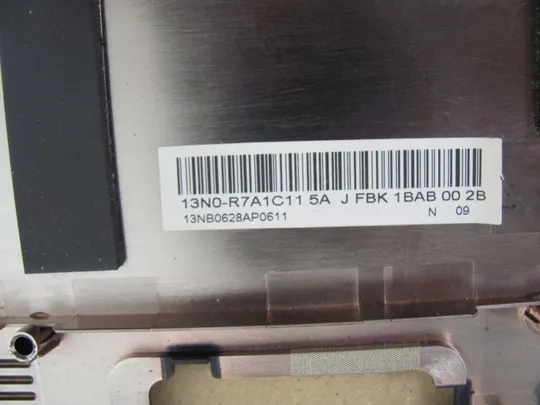 13N0-R7A1C11 5A J FBK 1BAB 00 2B
13NB0628AP0611 N 09